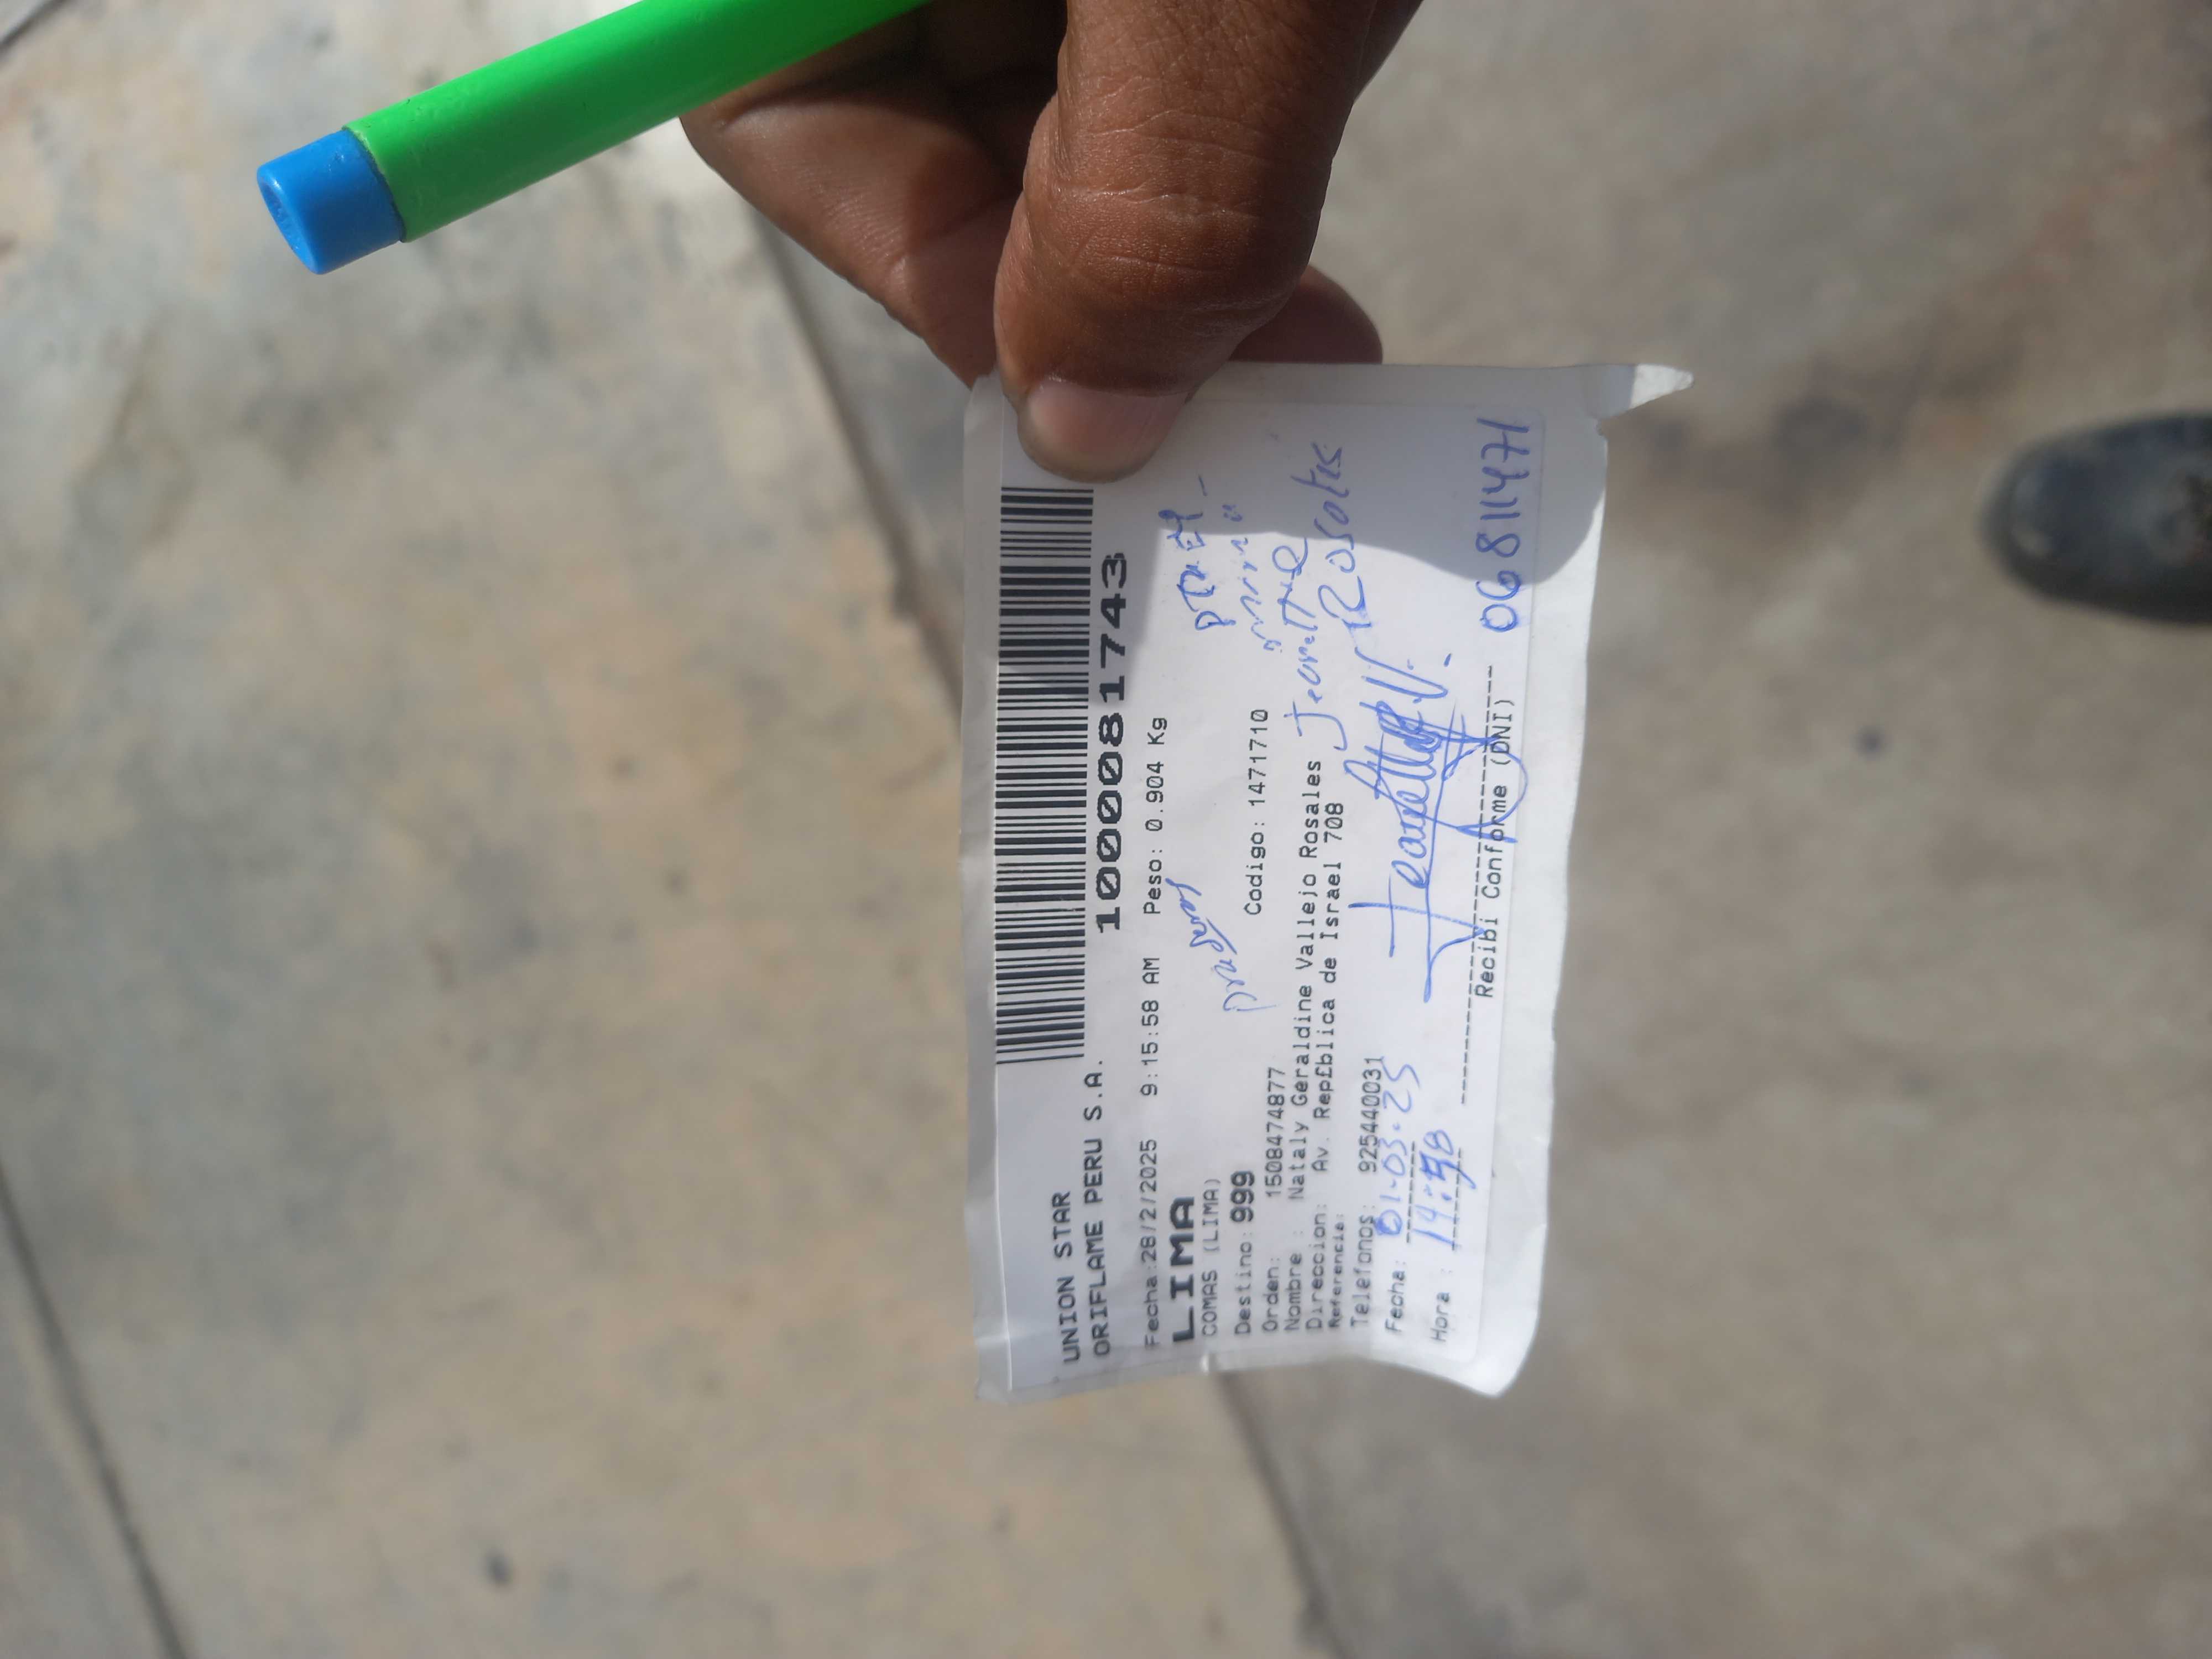 UNION STAR
ORIFLAME PERU S.A.
1000081743
Fecha:28/2/2025 9:15:58 AM Peso: 0.904 Kg
LIMA
COMAS (LIMA)
Destino: 999 Codigo: 1471710
Orden: 1508474877
Nombre : Nataly Geraldine Vallejo Rosales
Direccion: Av. Rep£blica de Israel 708
Referencia:
Telefonos: 925440031
Fecha: 01-03-25
Hora :
Recibi Conforme (DNI)
06811471